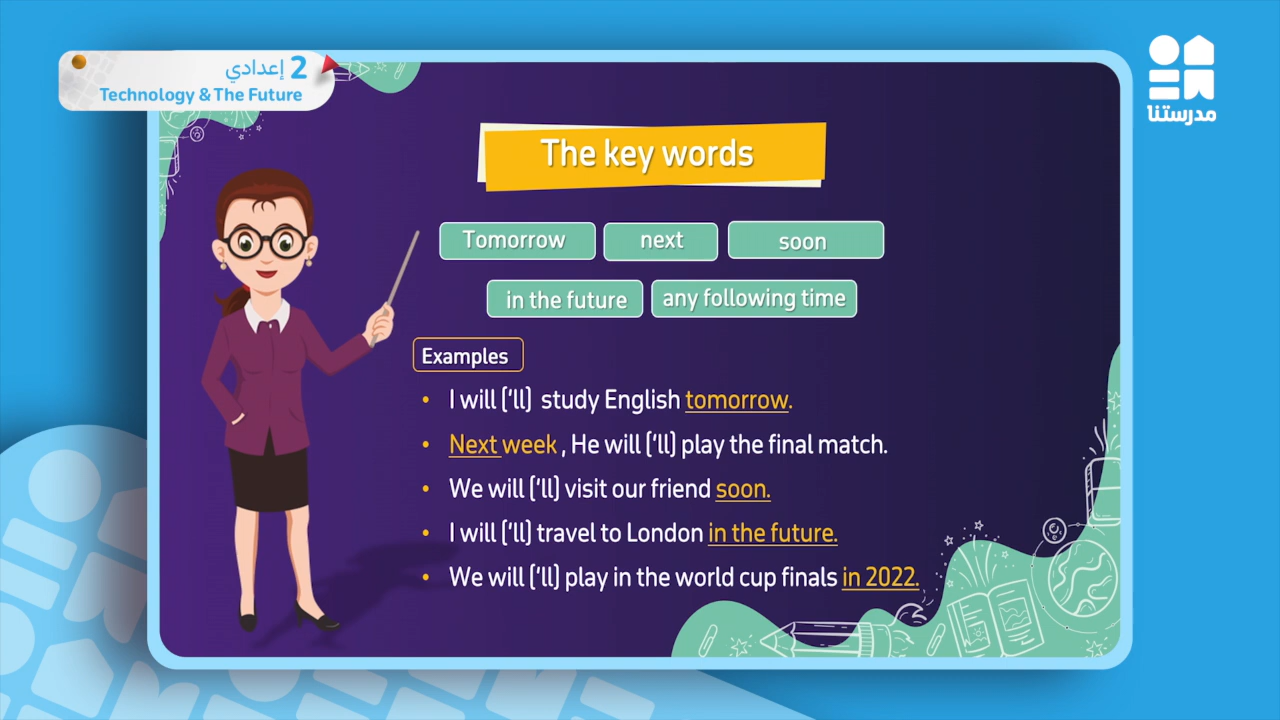 2 إعدادي
Technology & The Future
مدرستنا
The key words
Tomorrow next soon
in the future any following time
Examples
• I will ('ll) study English tomorrow.
• Next week , He will ('ll) play the final match.
• We will ('ll) visit our friend soon.
• I will ('ll) travel to London in the future.
• We will ('ll) play in the world cup finals in 2022.